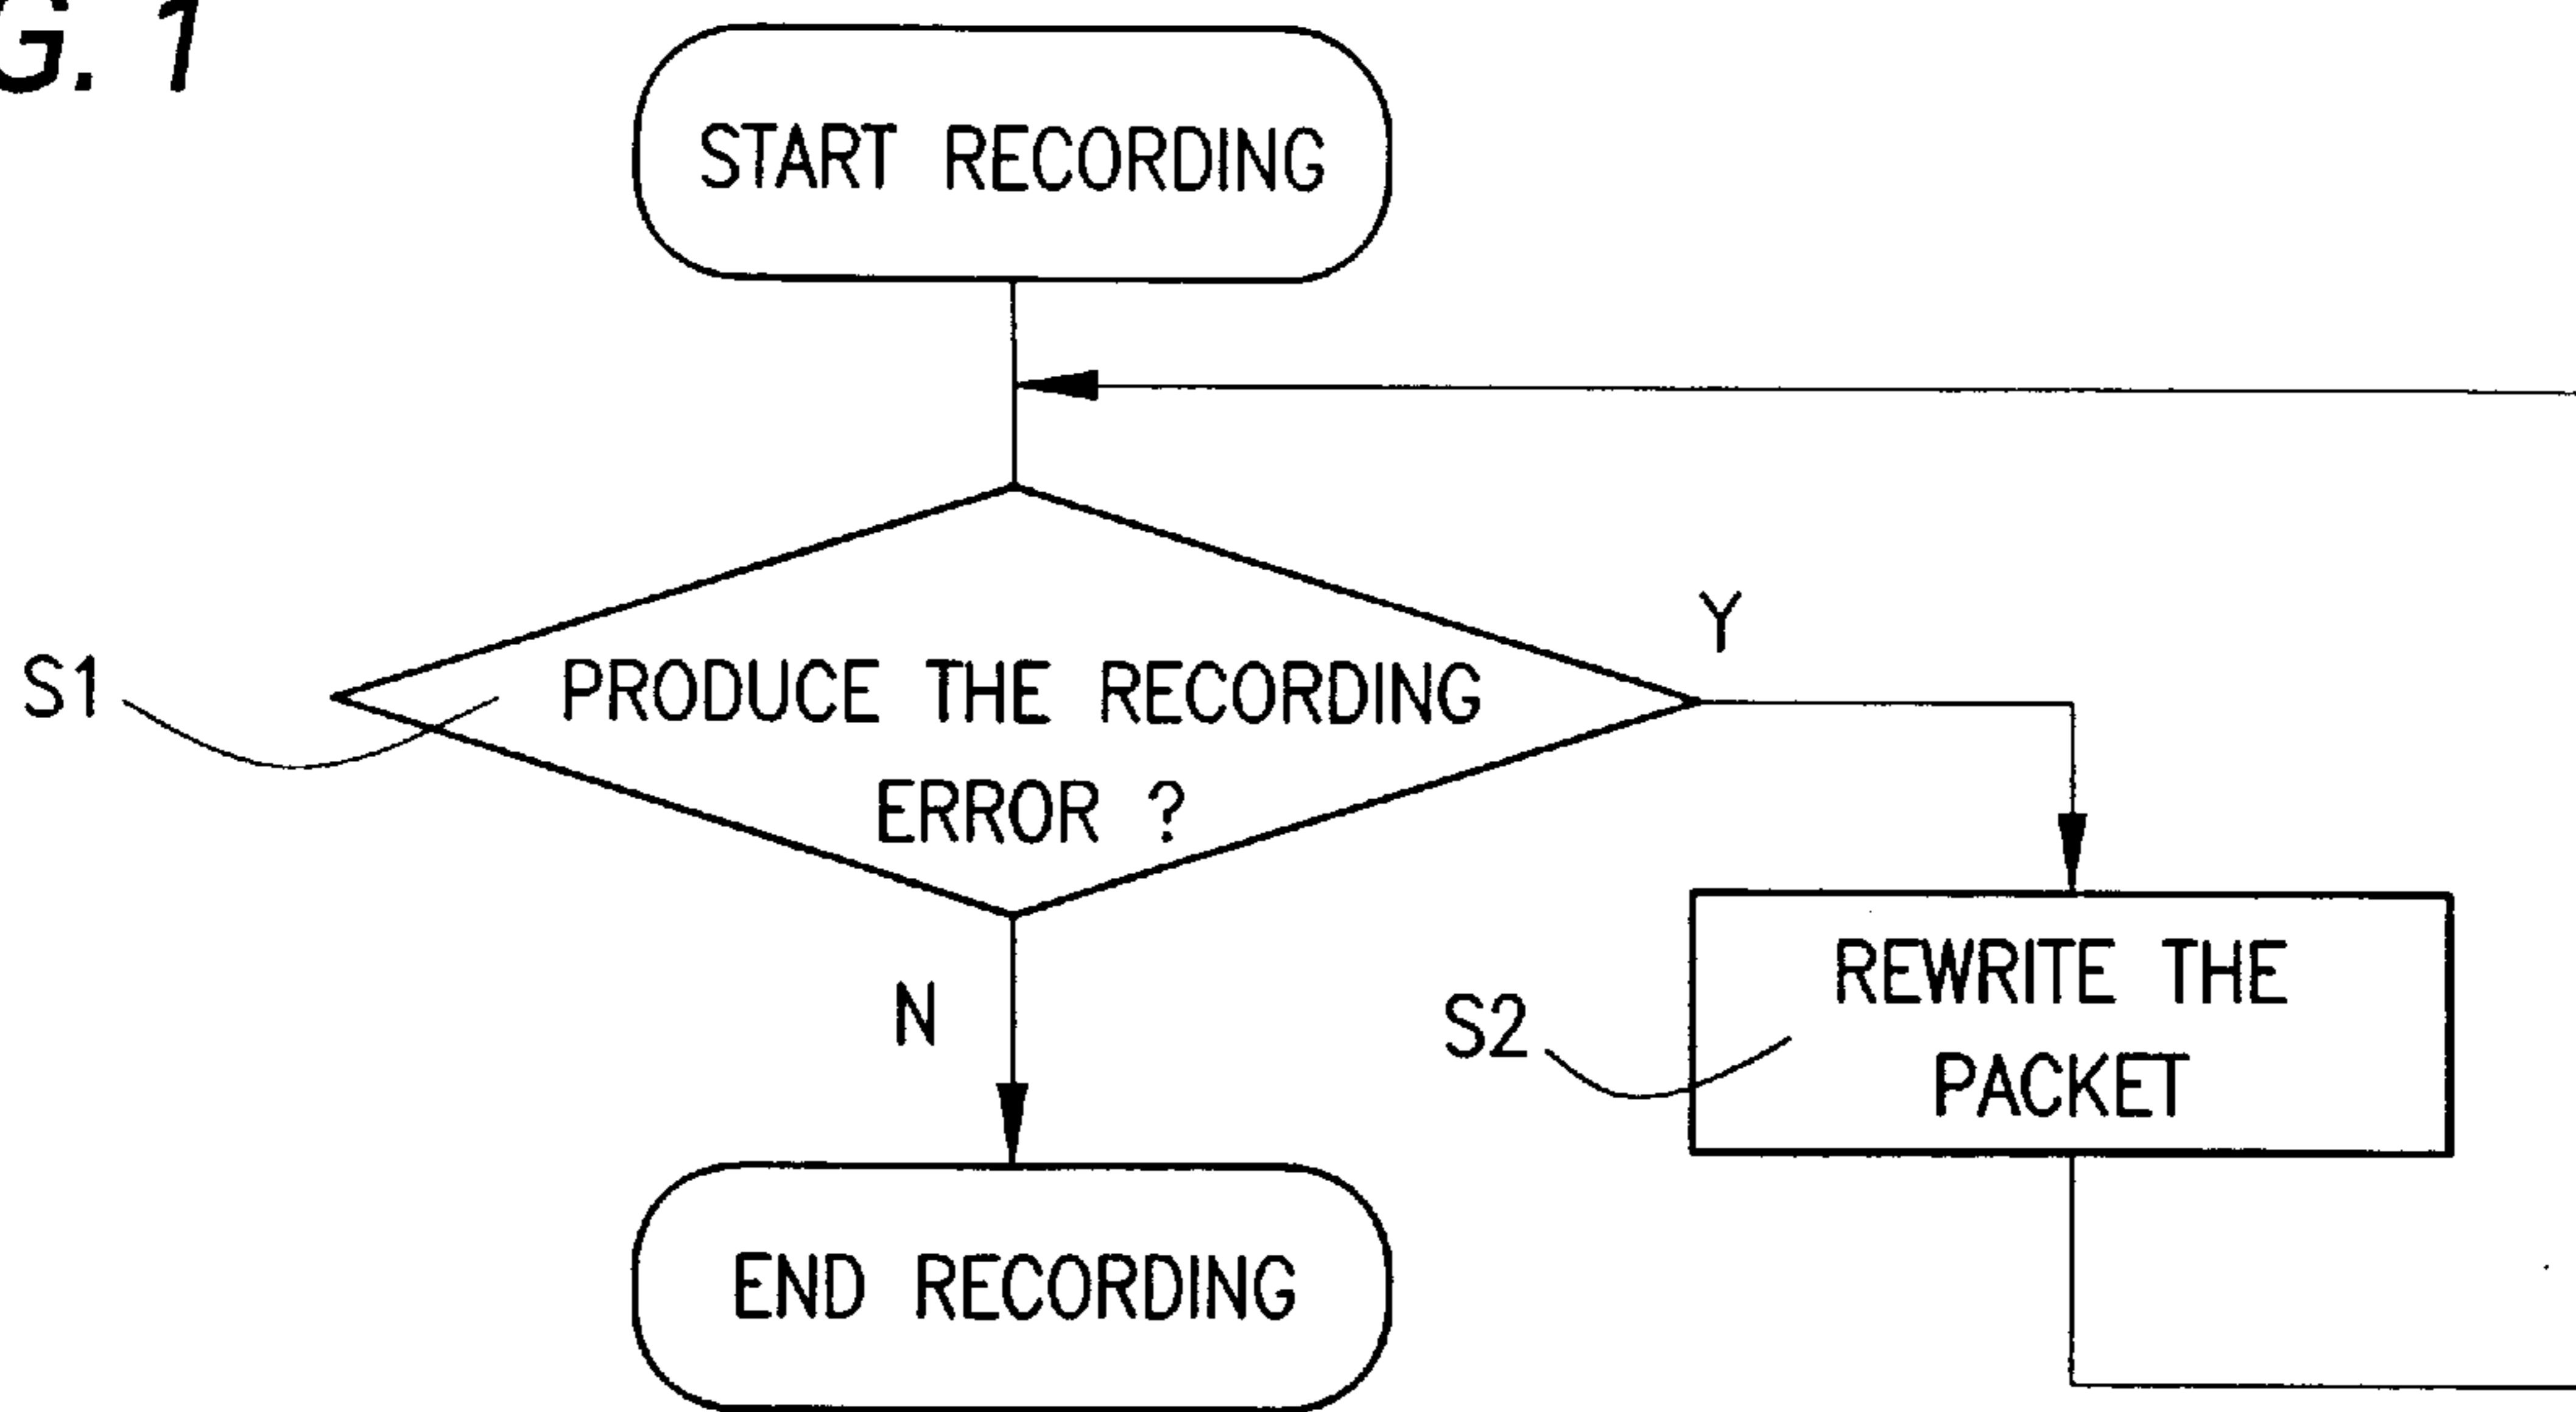 G. 1
START RECORDING
S1
PRODUCE THE RECORDING
ERROR ?
Y
N
S2
REWRITE THE
PACKET
END RECORDING